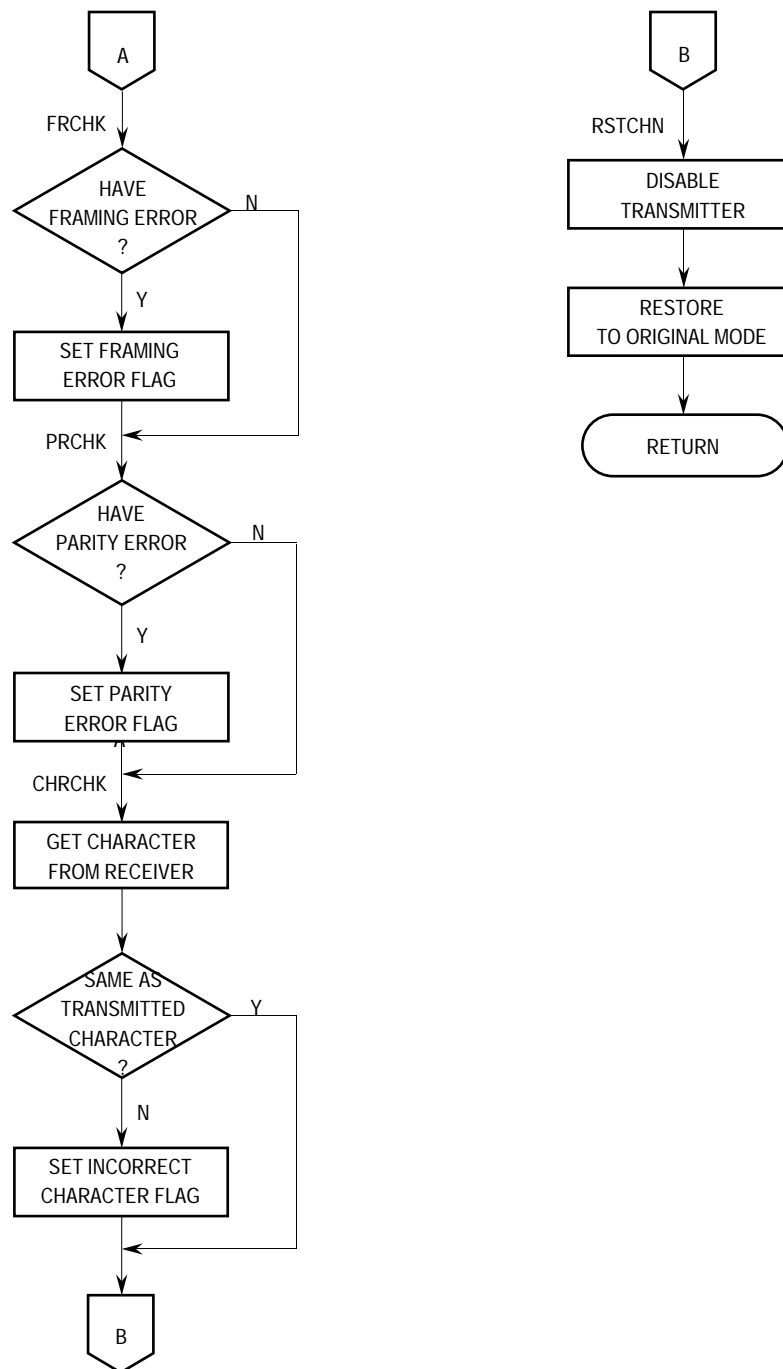 A
FRCHK
HAVE
FRAMING ERROR
?
N
Y
SET FRAMING
ERROR FLAG
PRCHK
HAVE
PARITY ERROR
?
N
Y
SET PARITY
ERROR FLAG
CHRCHK
GET CHARACTER
FROM RECEIVER
SAME AS
TRANSMITTED
CHARACTER
?
Y
N
SET INCORRECT
CHARACTER FLAG
B
B
RSTCHN
DISABLE
TRANSMITTER
RESTORE
TO ORIGINAL MODE
RETURN